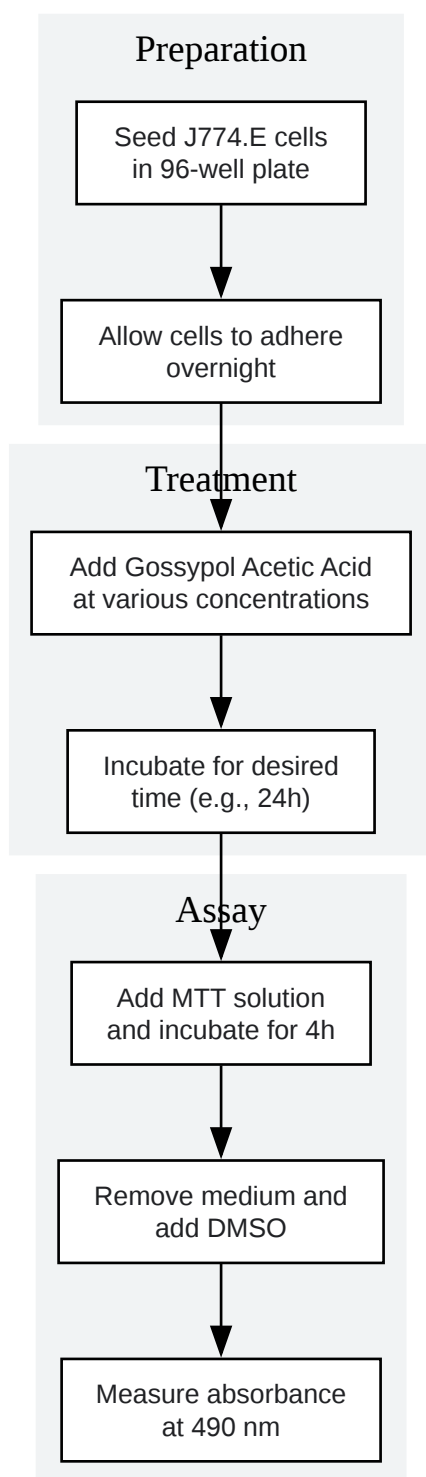 Preparation
Seed J774.E cells
in 96-well plate
Allow cells to adhere
overnight
Treatment
Add Gossypol Acetic Acid
at various concentrations
Incubate for desired
time (e.g., 24h)
Assay
Add MTT solution
and incubate for 4h
Remove medium and
add DMSO
Measure absorbance
at 490 nm